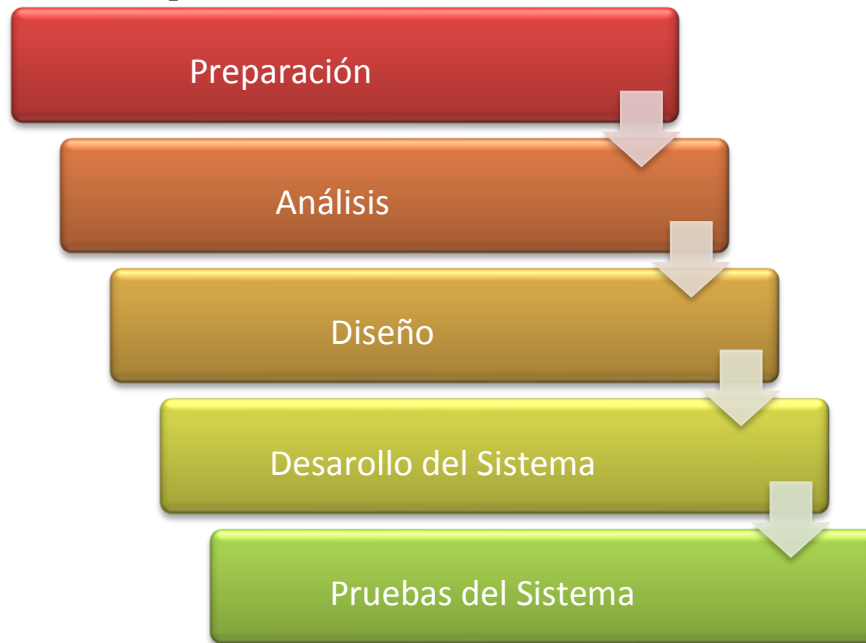 Preparación
Análisis
Diseño
Desarollo del Sistema
Pruebas del Sistema